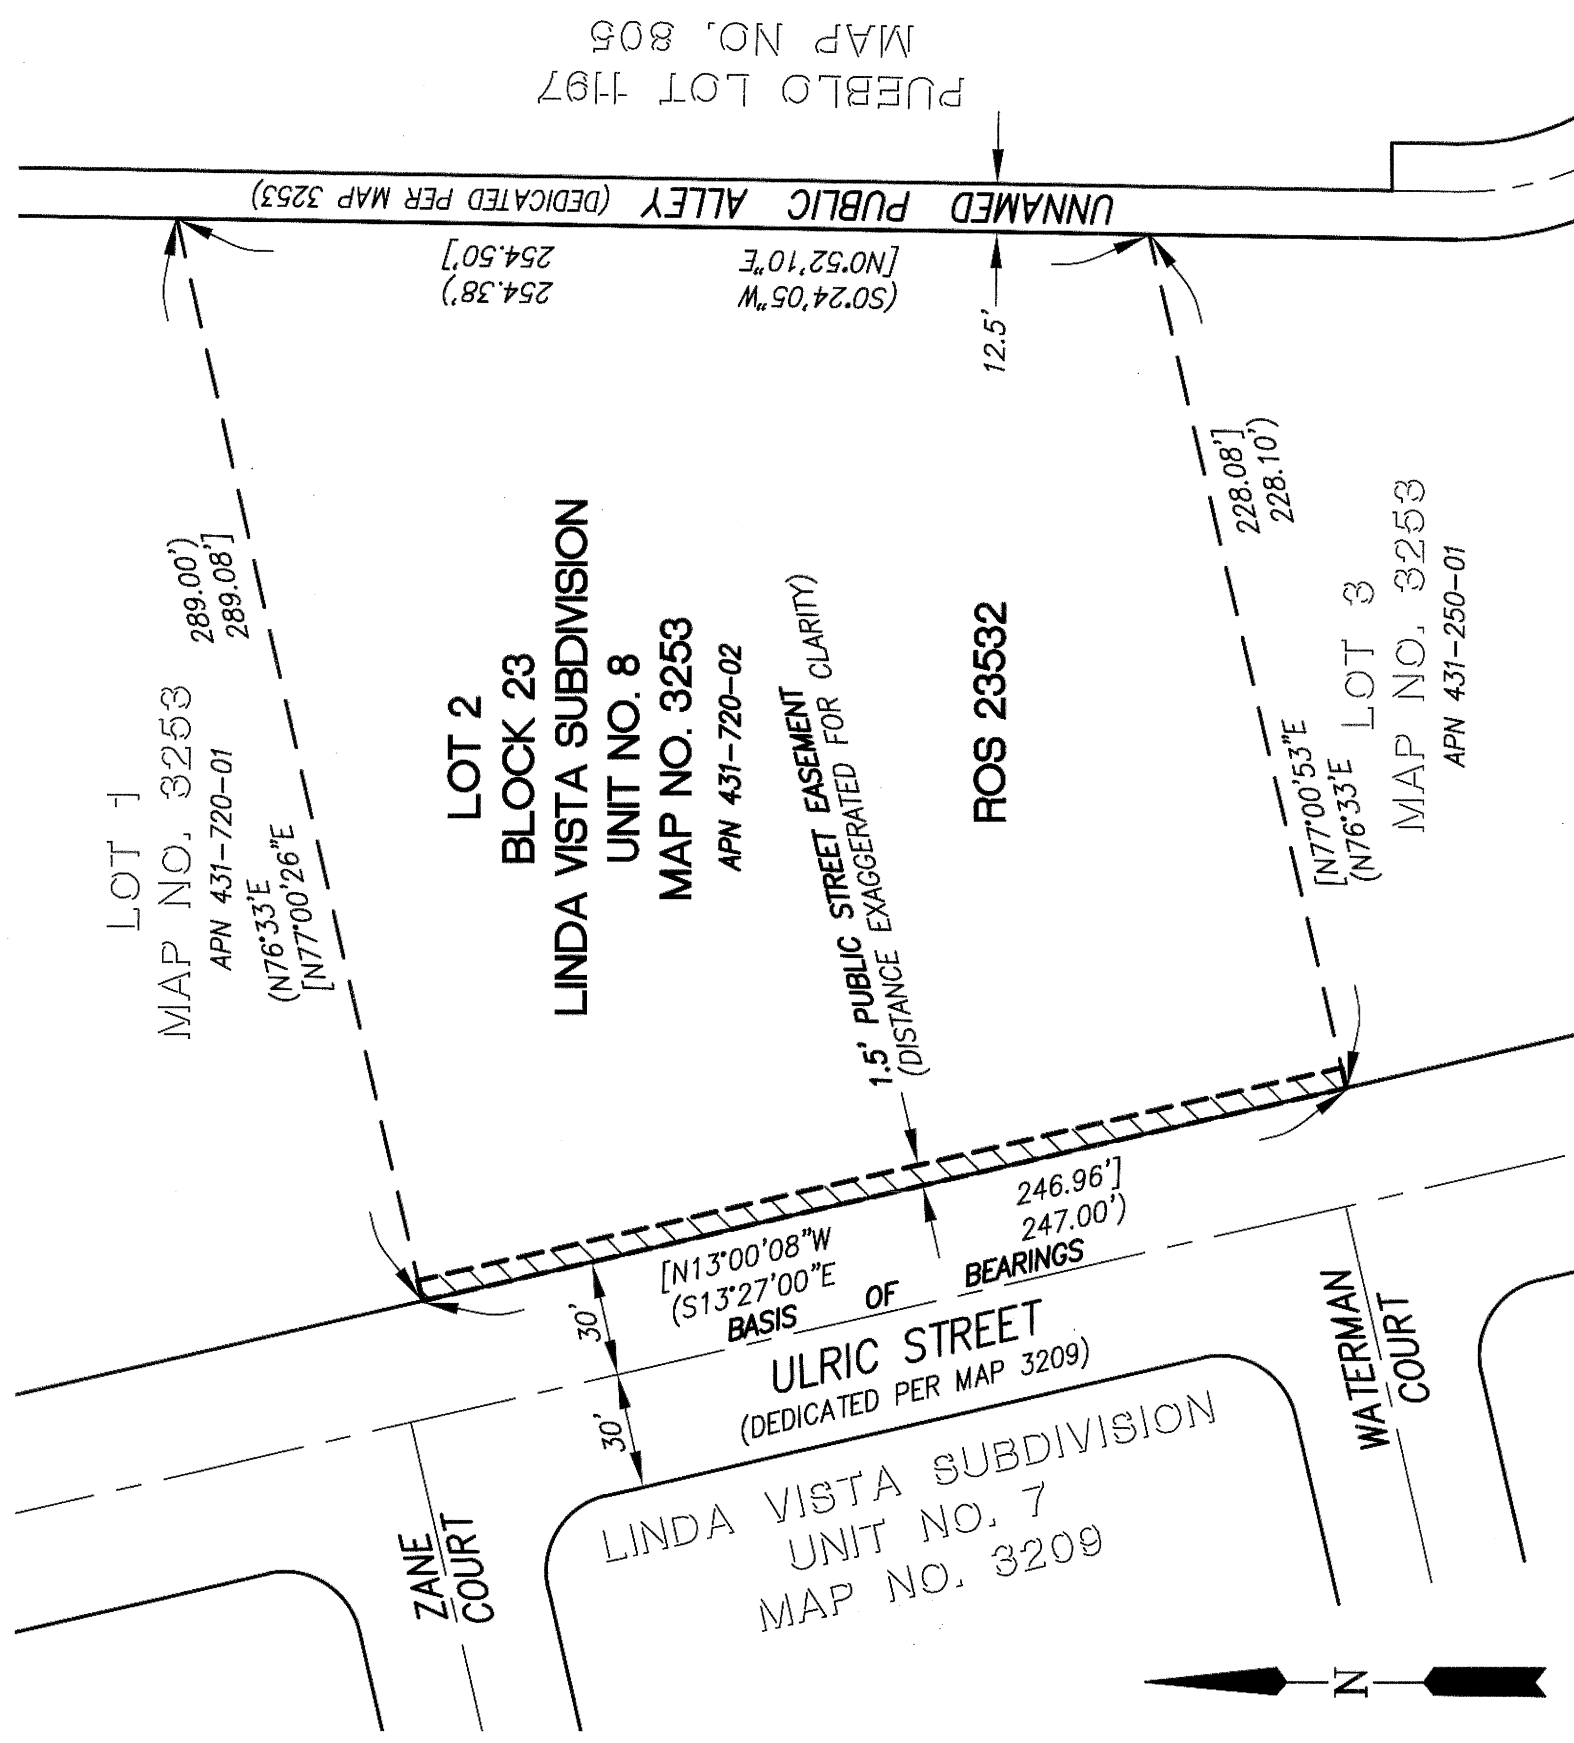 PUEBLO LOT 1197
MAP NO. 805
UNNAMED PUBLIC ALLEY (DEDICATED PER MAP 3253)
[N0°52'10"E 254.50']
(S0°24'05"W 254.38')
12.5'
LOT 1
MAP NO. 3253
APN 431-720-01
(N76°33'E 289.00')
[N77°00'26"E 289.08']
LOT 2
BLOCK 23
LINDA VISTA SUBDIVISION
UNIT NO. 8
MAP NO. 3253
APN 431-720-02
1.5' PUBLIC STREET EASEMENT
(DISTANCE EXAGGERATED FOR CLARITY)
ROS 23532
[N77°00'53"E 228.08']
(N76°33'E 228.10')
LOT 3
MAP NO. 3253
APN 431-250-01
[N13°00'08"W 246.96']
(S13°27'00"E 247.00')
BASIS OF BEARINGS
30'
30'
ULRIC STREET
(DEDICATED PER MAP 3209)
ZANE
COURT
WATERMAN
COURT
LINDA VISTA SUBDIVISION
UNIT NO. 7
MAP NO. 3209
N